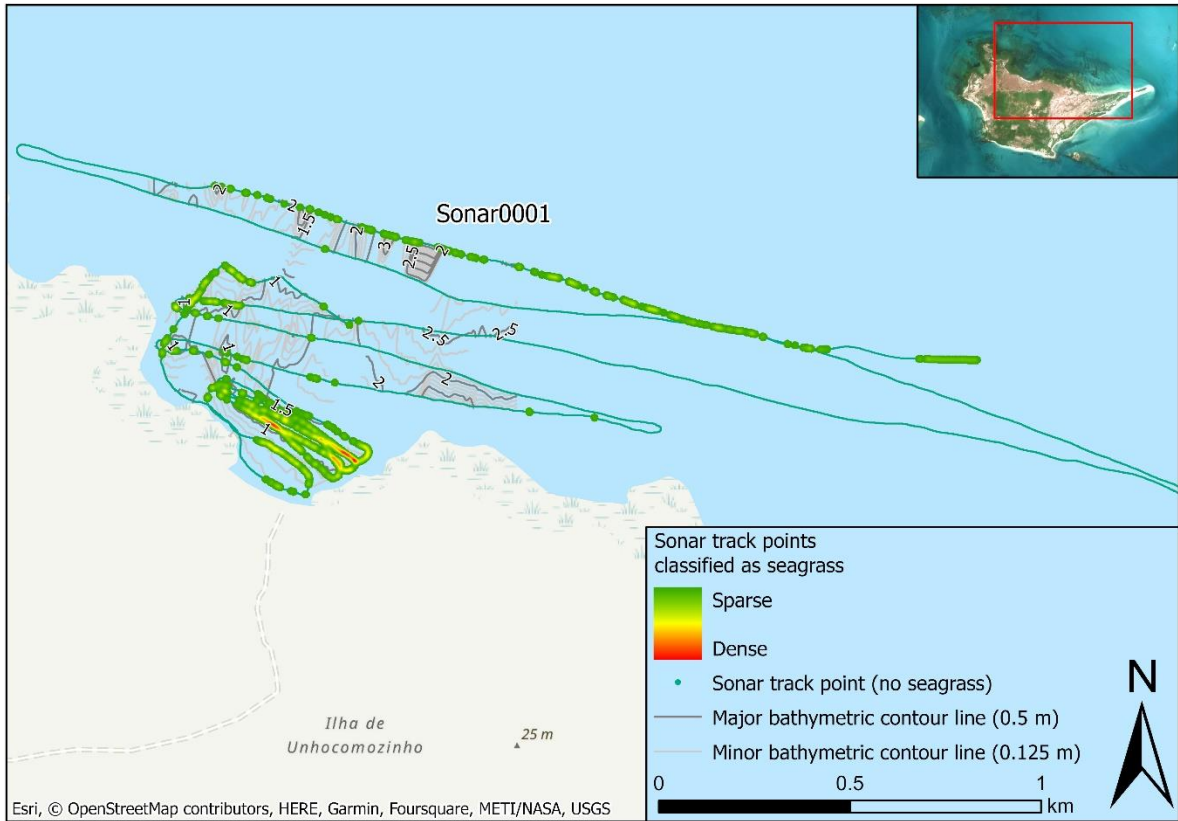 Sonar0001
2
2
1.5
2
3
2.5
2
1
1
1
2.5
2.5
1
1
2
2
1.5
1
Ilha de
Unhocomozinho
25 m
Sonar track points
classified as seagrass
Sparse
Dense
Sonar track point (no seagrass)
Major bathymetric contour line (0.5 m)
Minor bathymetric contour line (0.125 m)
0
0.5
1
km
N
Esri, © OpenStreetMap contributors, HERE, Garmin, Foursquare, METI/NASA, USGS